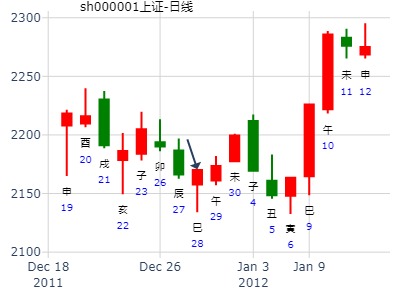 sh000001上证-日线
2300
2250
2200
2150
2100
申
19
酉
20
戌
21
亥
22
子
23
卯
26
辰
27
巳
28
午
29
未
30
子
4
丑
5
寅
6
巳
9
午
10
未
11
申
12
Dec 18
2011
Dec 26
Jan 3
2012
Jan 9